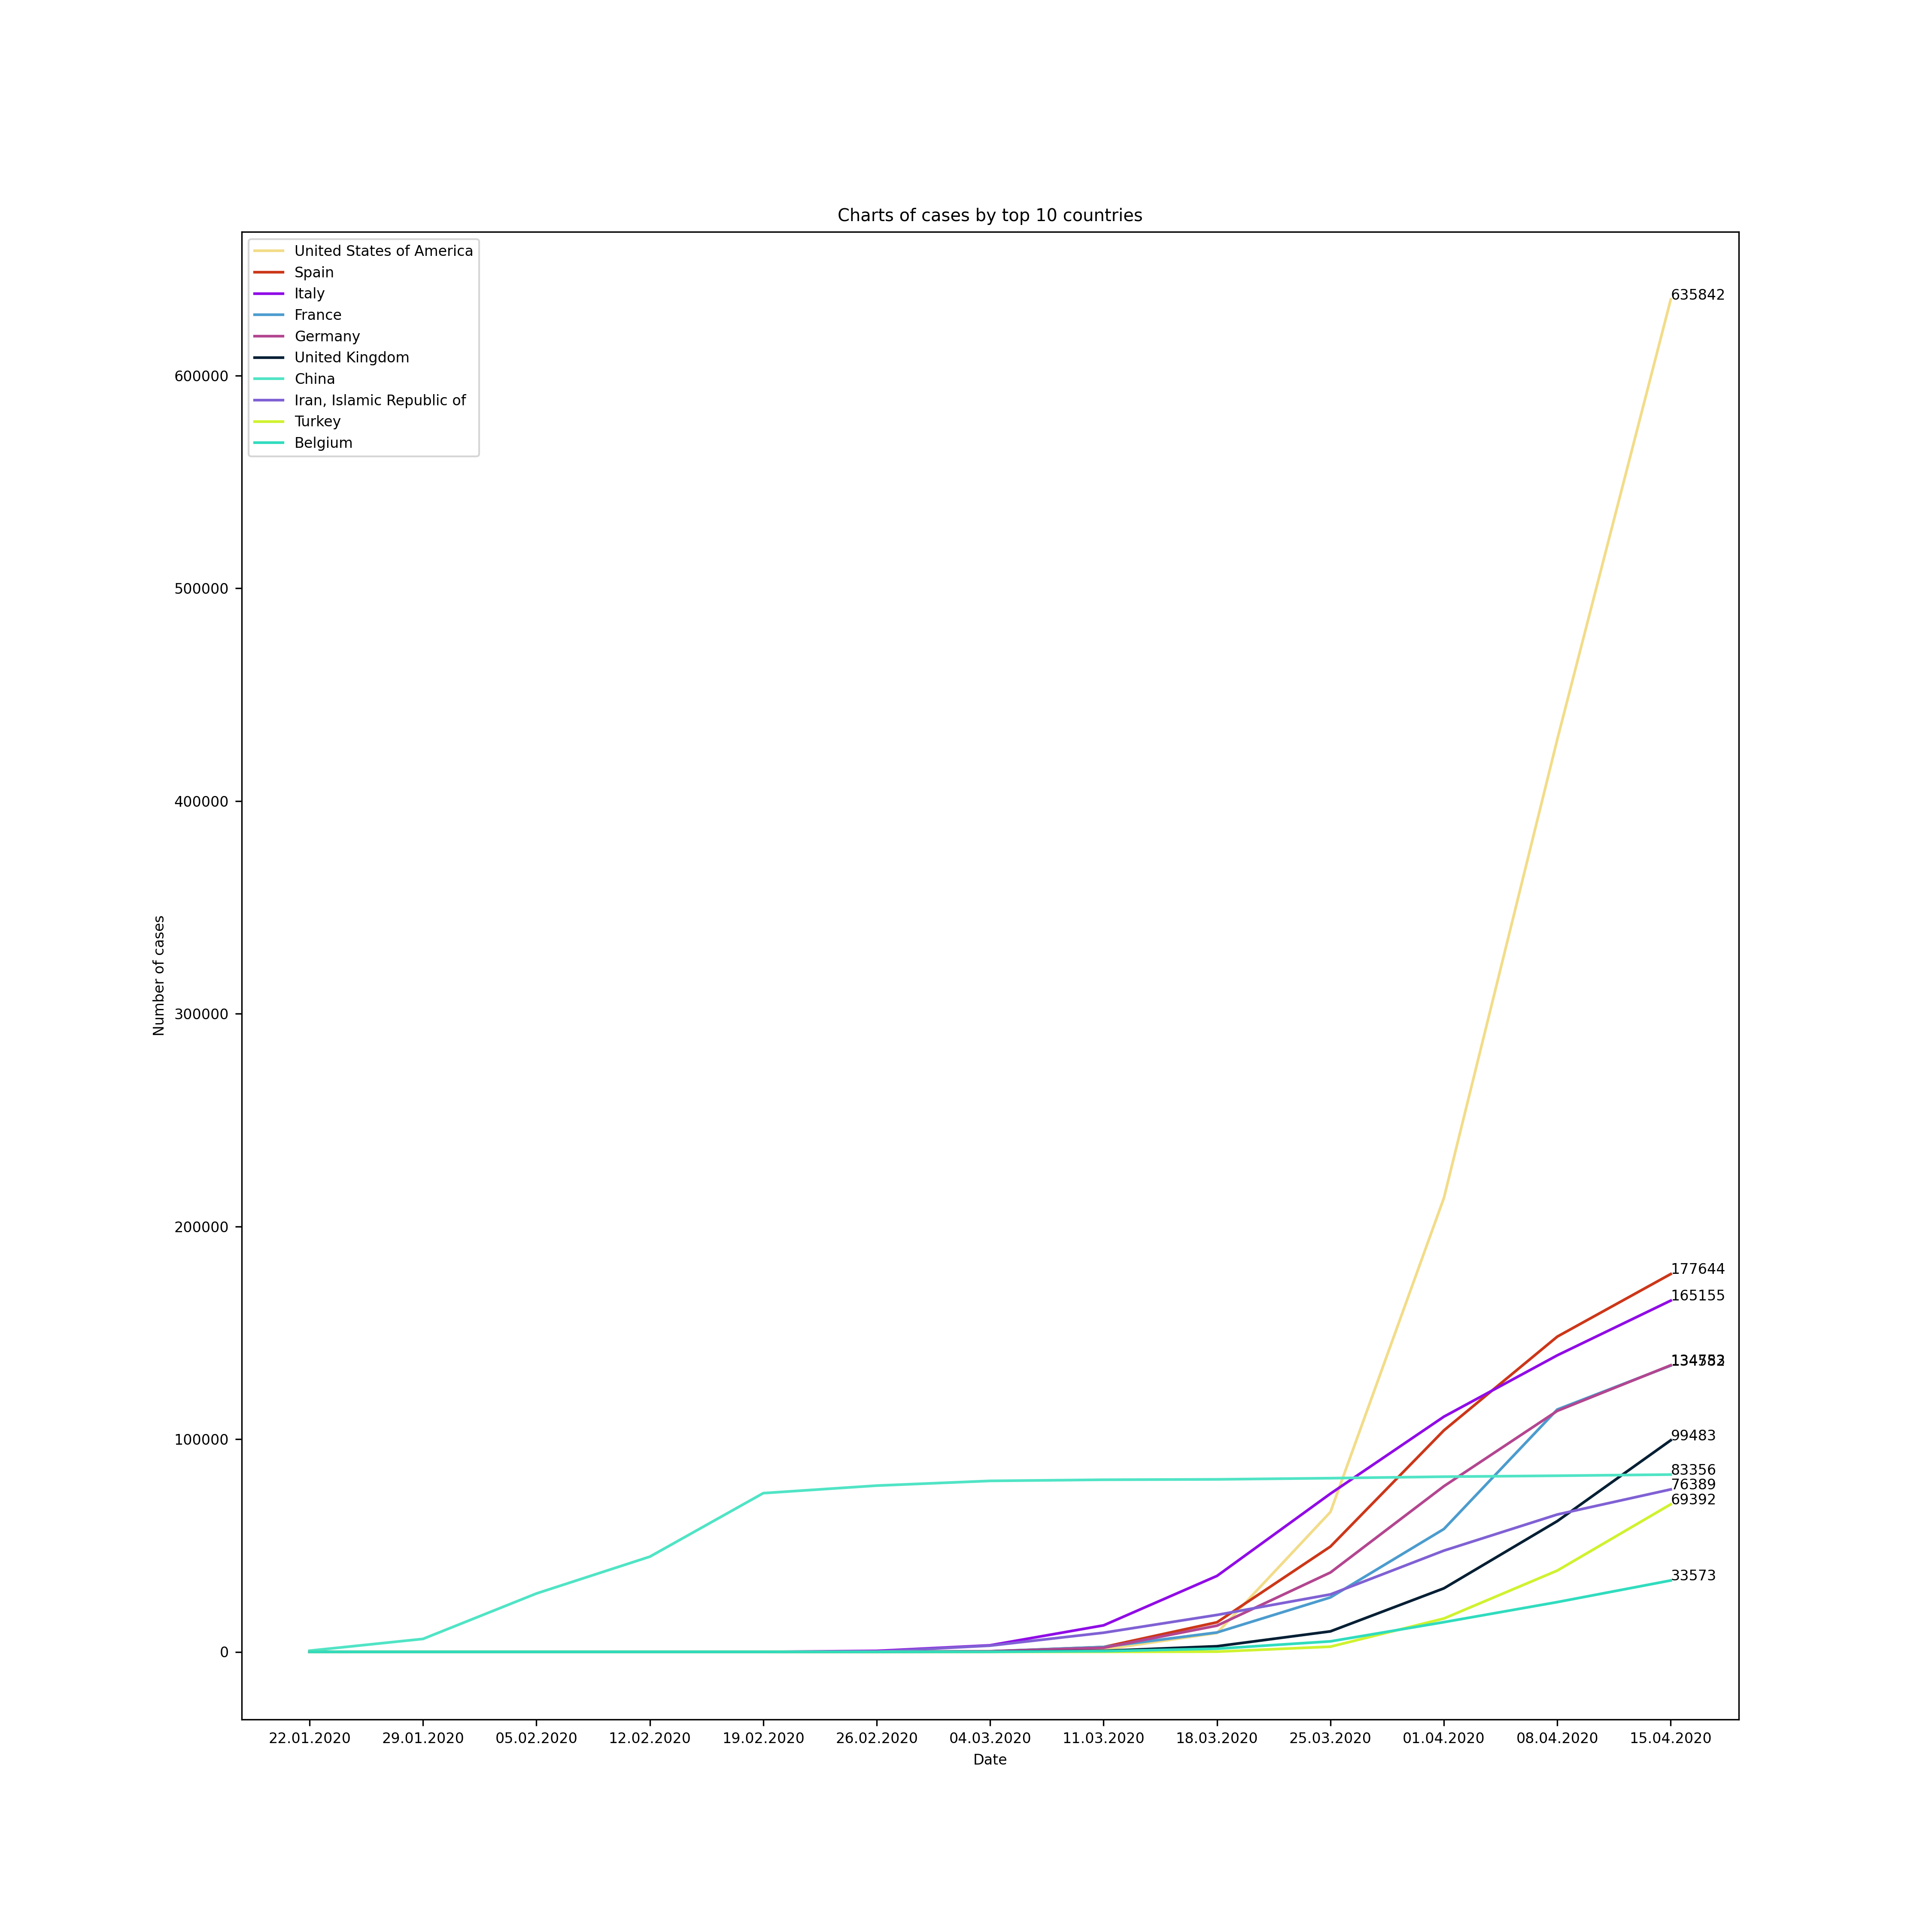 Charts of cases by top 10 countries
United States of America
Spain
Italy
France
Germany
United Kingdom
China
Iran, Islamic Republic of
Turkey
Belgium
Number of cases
600000
500000
400000
300000
200000
100000
0
635842
177644
165155
99483
83356
76389
69392
33573
22.01.2020 29.01.2020 05.02.2020 12.02.2020 19.02.2020 26.02.2020 04.03.2020 11.03.2020 18.03.2020 25.03.2020 01.04.2020 08.04.2020 15.04.2020
Date